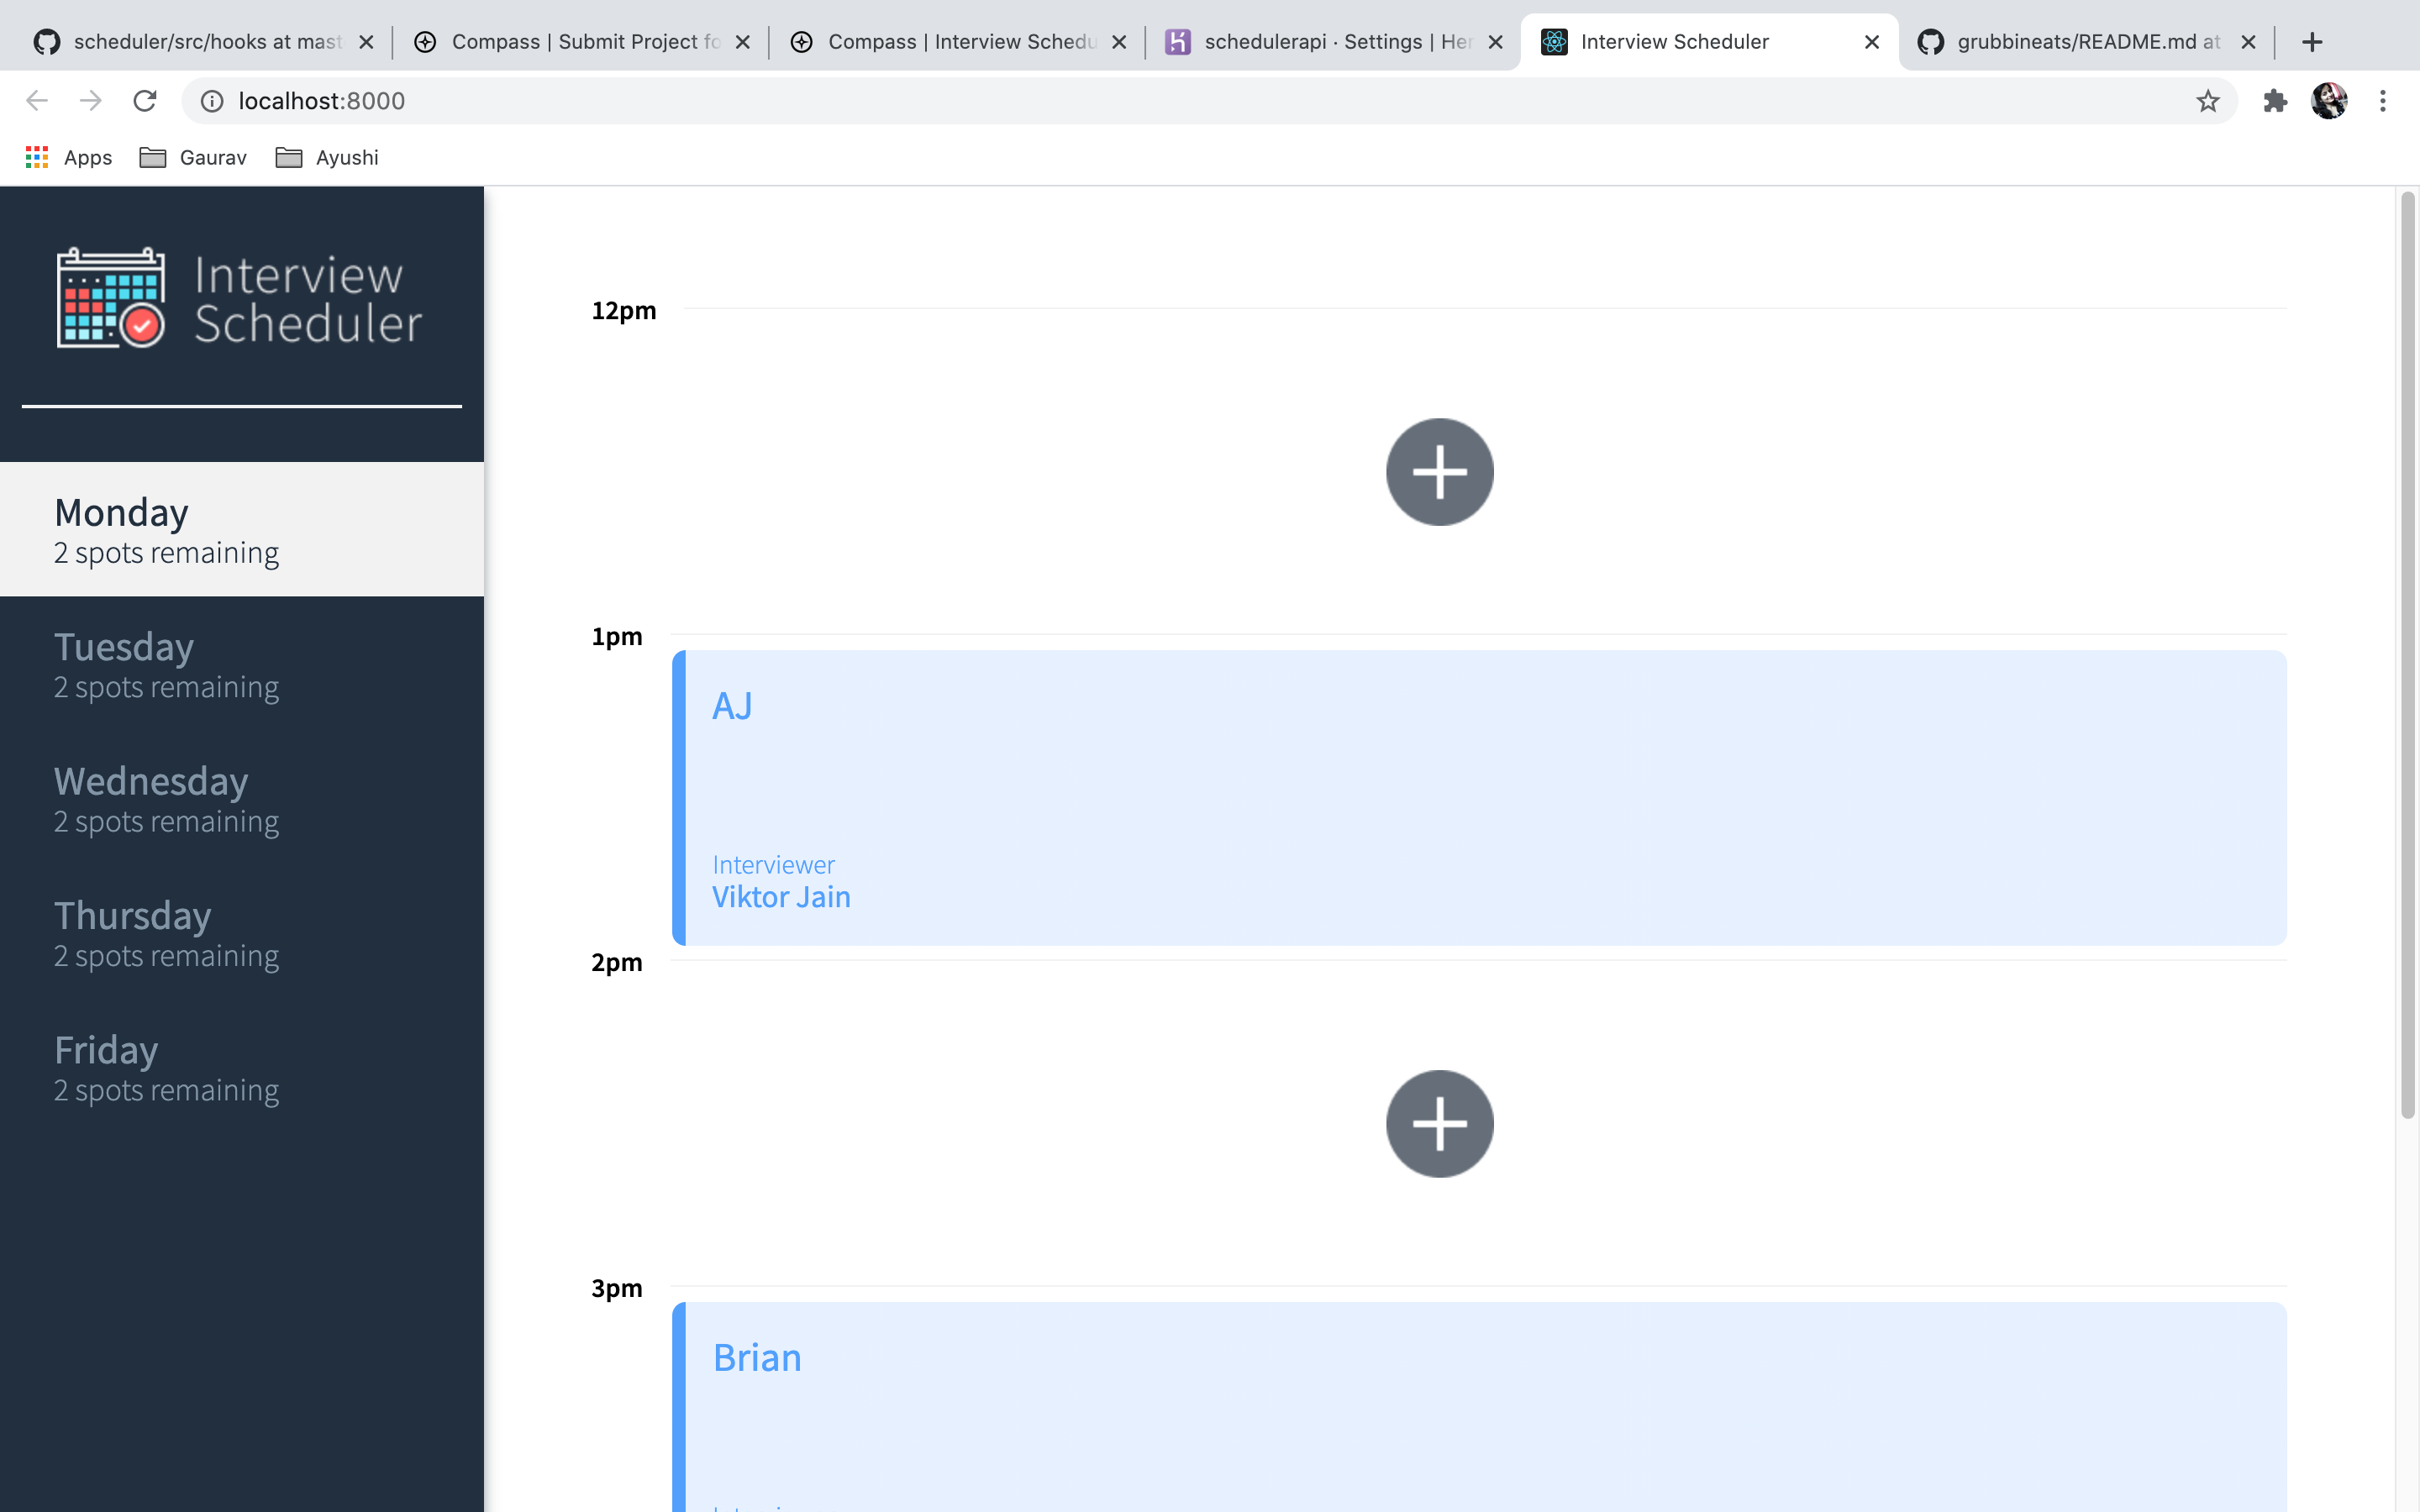 scheduler/src/hooks at mast
Compass | Submit Project fo
Compass | Interview Schedu
schedulerapi · Settings | Her
Interview Scheduler
grubbineats/README.md at
localhost:8000
Apps
Gaurav
Ayushi
Interview
Scheduler
Monday
2 spots remaining
Tuesday
2 spots remaining
Wednesday
2 spots remaining
Thursday
2 spots remaining
Friday
2 spots remaining
12pm
1pm
AJ
Interviewer
Viktor Jain
2pm
3pm
Brian